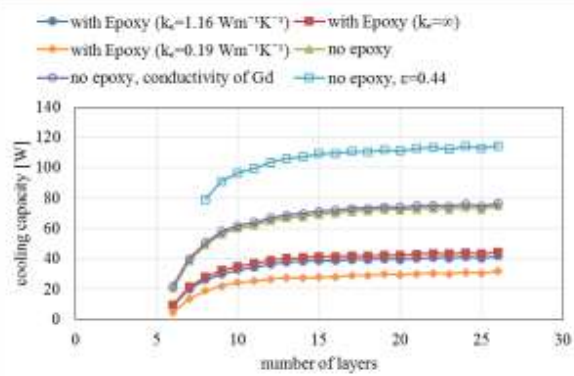 with Epoxy (kₑ=1.16 Wm⁻¹K⁻¹) with Epoxy (kₑ=∞)
with Epoxy (kₑ=0.19 Wm⁻¹K⁻¹) no epoxy
no epoxy, conductivity of Gd no epoxy, ε=0.44
140
120
100
80
60
40
20
0
cooling capacity [W]
0 5 10 15 20 25 30
number of layers